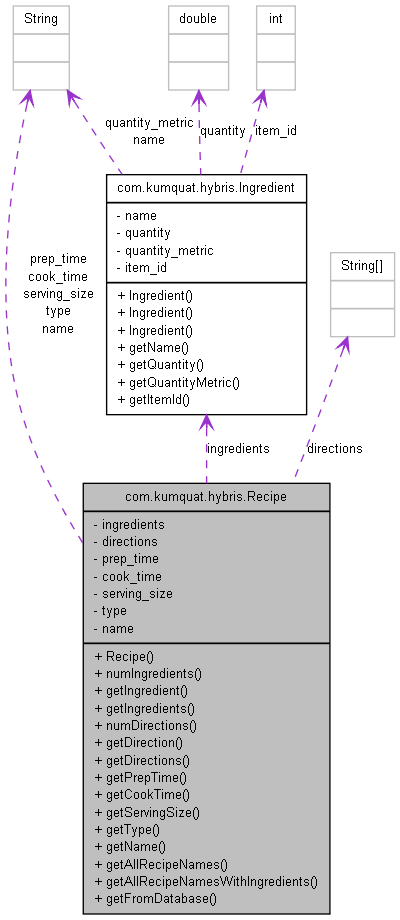 String
double
int
quantity_metric
name
quantity
item_id
com.kumquat.hybris.Ingredient
- name
- quantity
- quantity_metric
- item_id
+ Ingredient()
+ Ingredient()
+ Ingredient()
+ getName()
+ getQuantity()
+ getQuantityMetric()
+ getItemId()
prep_time
cook_time
serving_size
type
name
String[]
ingredients
directions
com.kumquat.hybris.Recipe
- ingredients
- directions
- prep_time
- cook_time
- serving_size
- type
- name
+ Recipe()
+ numIngredients()
+ getIngredient()
+ getIngredients()
+ numDirections()
+ getDirection()
+ getDirections()
+ getPrepTime()
+ getCookTime()
+ getServingSize()
+ getType()
+ getName()
+ getAllRecipeNames()
+ getAllRecipeNamesWithIngredients()
+ getFromDatabase()